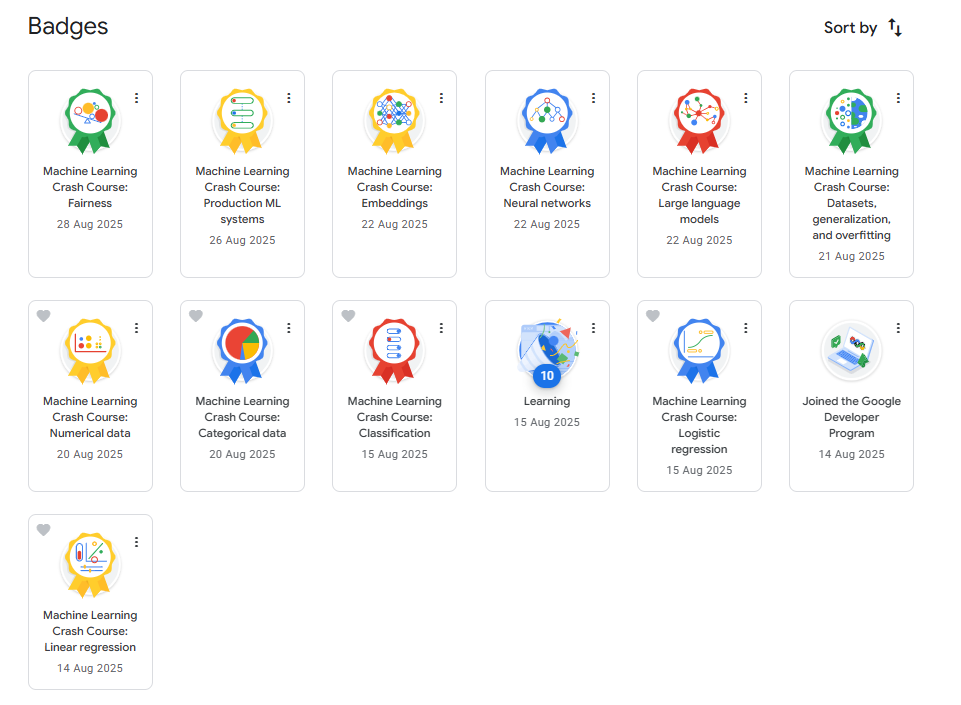 Badges
Sort by
Machine Learning
Crash Course:
Fairness
28 Aug 2025
Machine Learning
Crash Course:
Production ML
systems
26 Aug 2025
Machine Learning
Crash Course:
Embeddings
22 Aug 2025
Machine Learning
Crash Course:
Neural networks
22 Aug 2025
Machine Learning
Crash Course:
Large language
models
22 Aug 2025
Machine Learning
Crash Course:
Datasets,
generalization,
and overfitting
21 Aug 2025
Machine Learning
Crash Course:
Numerical data
20 Aug 2025
Machine Learning
Crash Course:
Categorical data
20 Aug 2025
Machine Learning
Crash Course:
Classification
15 Aug 2025
10
Learning
15 Aug 2025
Machine Learning
Crash Course:
Logistic
regression
15 Aug 2025
Joined the Google
Developer
Program
14 Aug 2025
Machine Learning
Crash Course:
Linear regression
14 Aug 2025